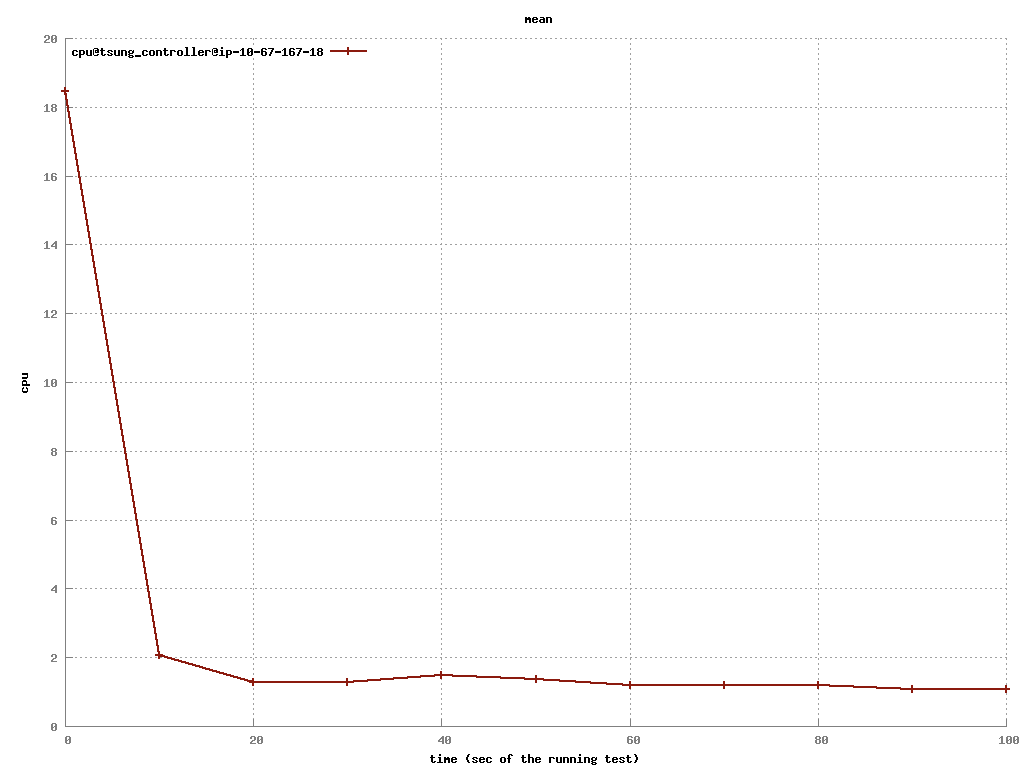 mean
cpu@tsung_controller@ip-10-67-167-18
20
18
16
14
12
10
8
6
4
2
0
cpu
0 20 40 60 80 100
time (sec of the running test)